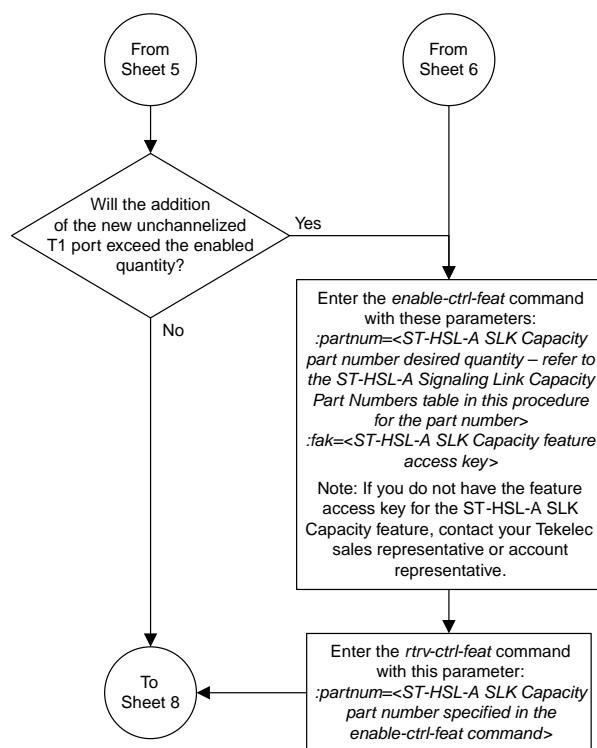 From
Sheet 5
From
Sheet 6
Will the addition
of the new unchannelized
T1 port exceed the enabled
quantity?
Yes
No
Enter the enable-ctrl-feat command
with these parameters:
:partnum=<ST-HSL-A SLK Capacity
part number desired quantity – refer to
the ST-HSL-A Signaling Link Capacity
Part Numbers table in this procedure
for the part number>
:fak=<ST-HSL-A SLK Capacity feature
access key>
Note: If you do not have the feature
access key for the ST-HSL-A SLK
Capacity feature, contact your Tekelec
sales representative or account
representative.
Enter the rtrv-ctrl-feat command
with this parameter:
:partnum=<ST-HSL-A SLK Capacity
part number specified in the
enable-ctrl-feat command>
To
Sheet 8